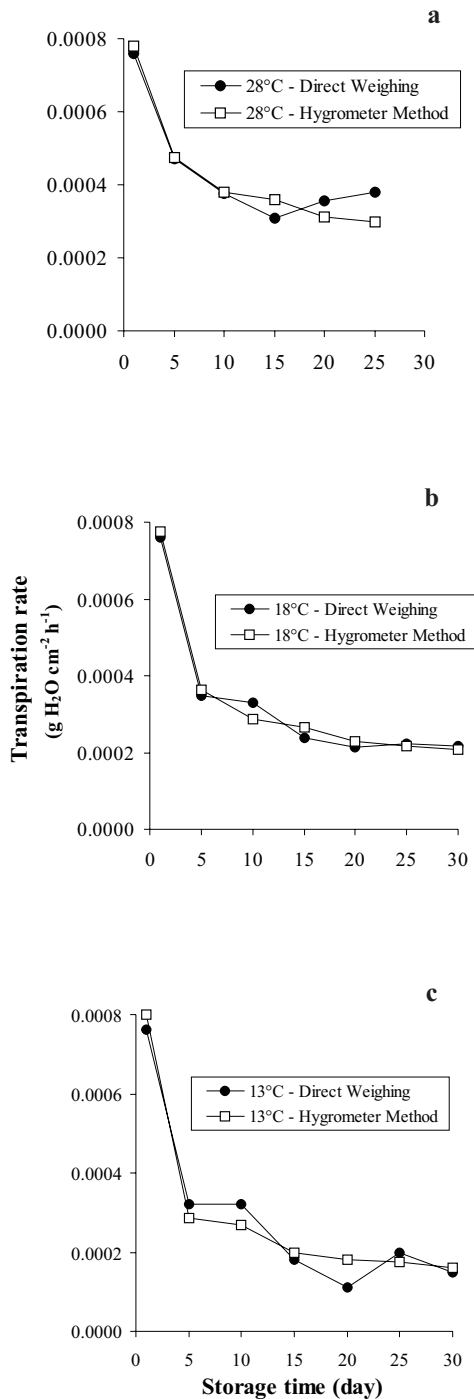 a
0.0008
28°C - Direct Weighing
28°C - Hygrometer Method
0.0006
0.0004
0.0002
0.0000
0 5 10 15 20 25 30
b
0.0008
18°C - Direct Weighing
18°C - Hygrometer Method
0.0006
0.0004
0.0002
0.0000
0 5 10 15 20 25 30
Transpiration rate
(g H₂O cm⁻² h⁻¹)
c
0.0008
13°C - Direct Weighing
13°C - Hygrometer Method
0.0006
0.0004
0.0002
0.0000
0 5 10 15 20 25 30
Storage time (day)